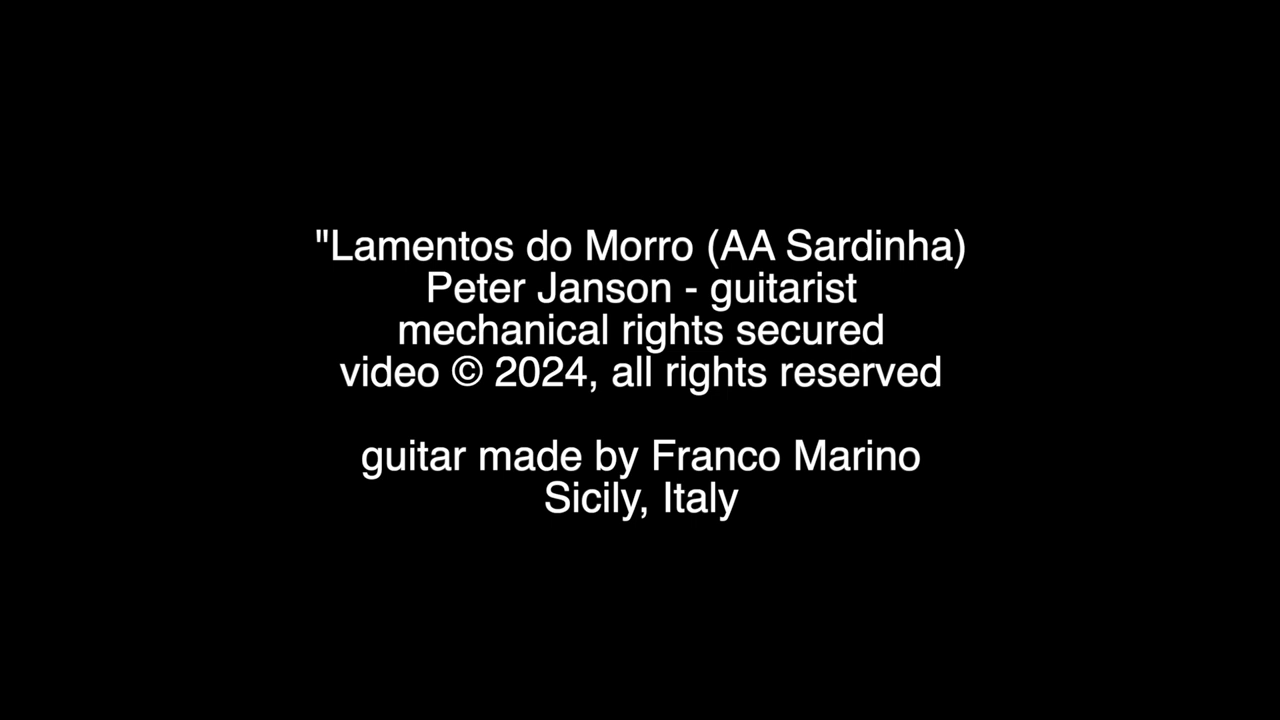 "Lamentos do Morro (AA Sardinha)
Peter Janson - guitarist
mechanical rights secured
video © 2024, all rights reserved
guitar made by Franco Marino
Sicily, Italy